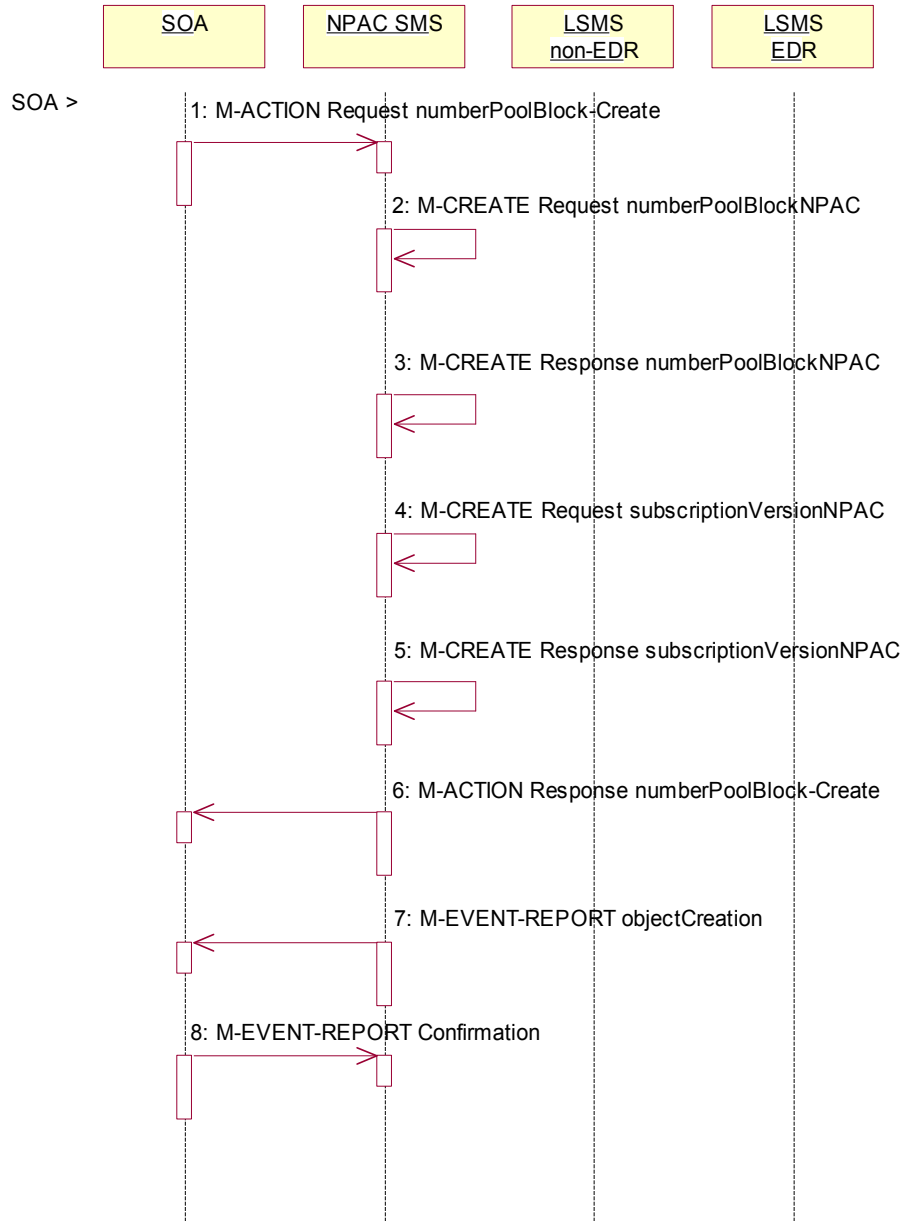 SOA
NPAC SMS
LSMS
non-EDR
LSMS
EDR
SOA >
1: M-ACTION Request numberPoolBlock-Create
2: M-CREATE Request numberPoolBlockNPAC
3: M-CREATE Response numberPoolBlockNPAC
4: M-CREATE Request subscriptionVersionNPAC
5: M-CREATE Response subscriptionVersionNPAC
6: M-ACTION Response numberPoolBlock-Create
7: M-EVENT-REPORT objectCreation
8: M-EVENT-REPORT Confirmation